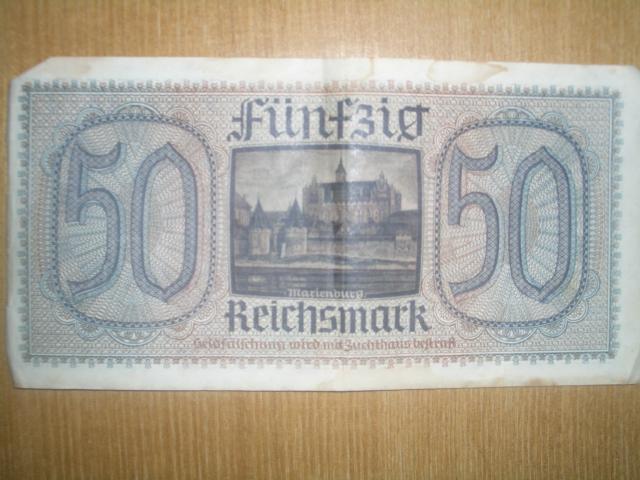 Fünfzig
50
50
Marienburg
Reichsmark
Geldfälschung wird mit Zuchthaus bestraft